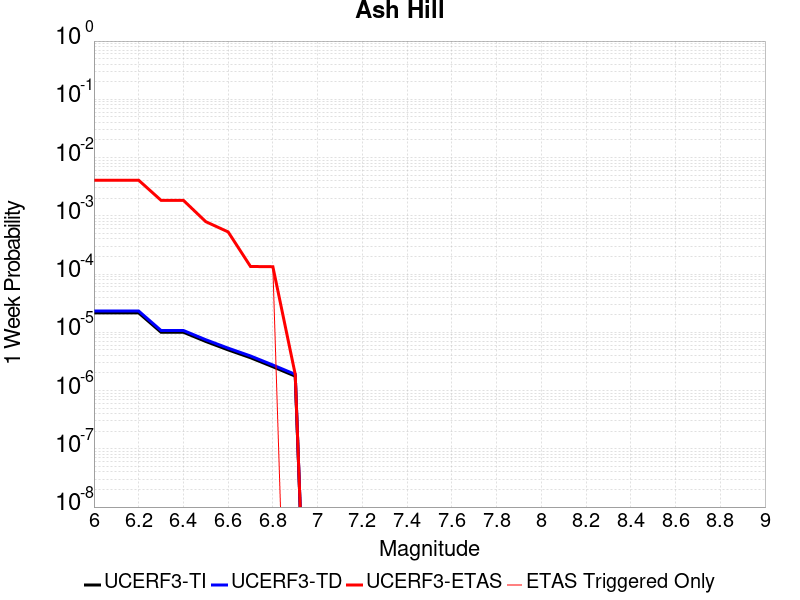 Ash Hill
10^0
10^-1
10^-2
10^-3
10^-4
10^-5
10^-6
10^-7
10^-8
1 Week Probability
6 6.2 6.4 6.6 6.8 7 7.2 7.4 7.6 7.8 8 8.2 8.4 8.6 8.8 9
Magnitude
UCERF3-TI UCERF3-TD UCERF3-ETAS ETAS Triggered Only